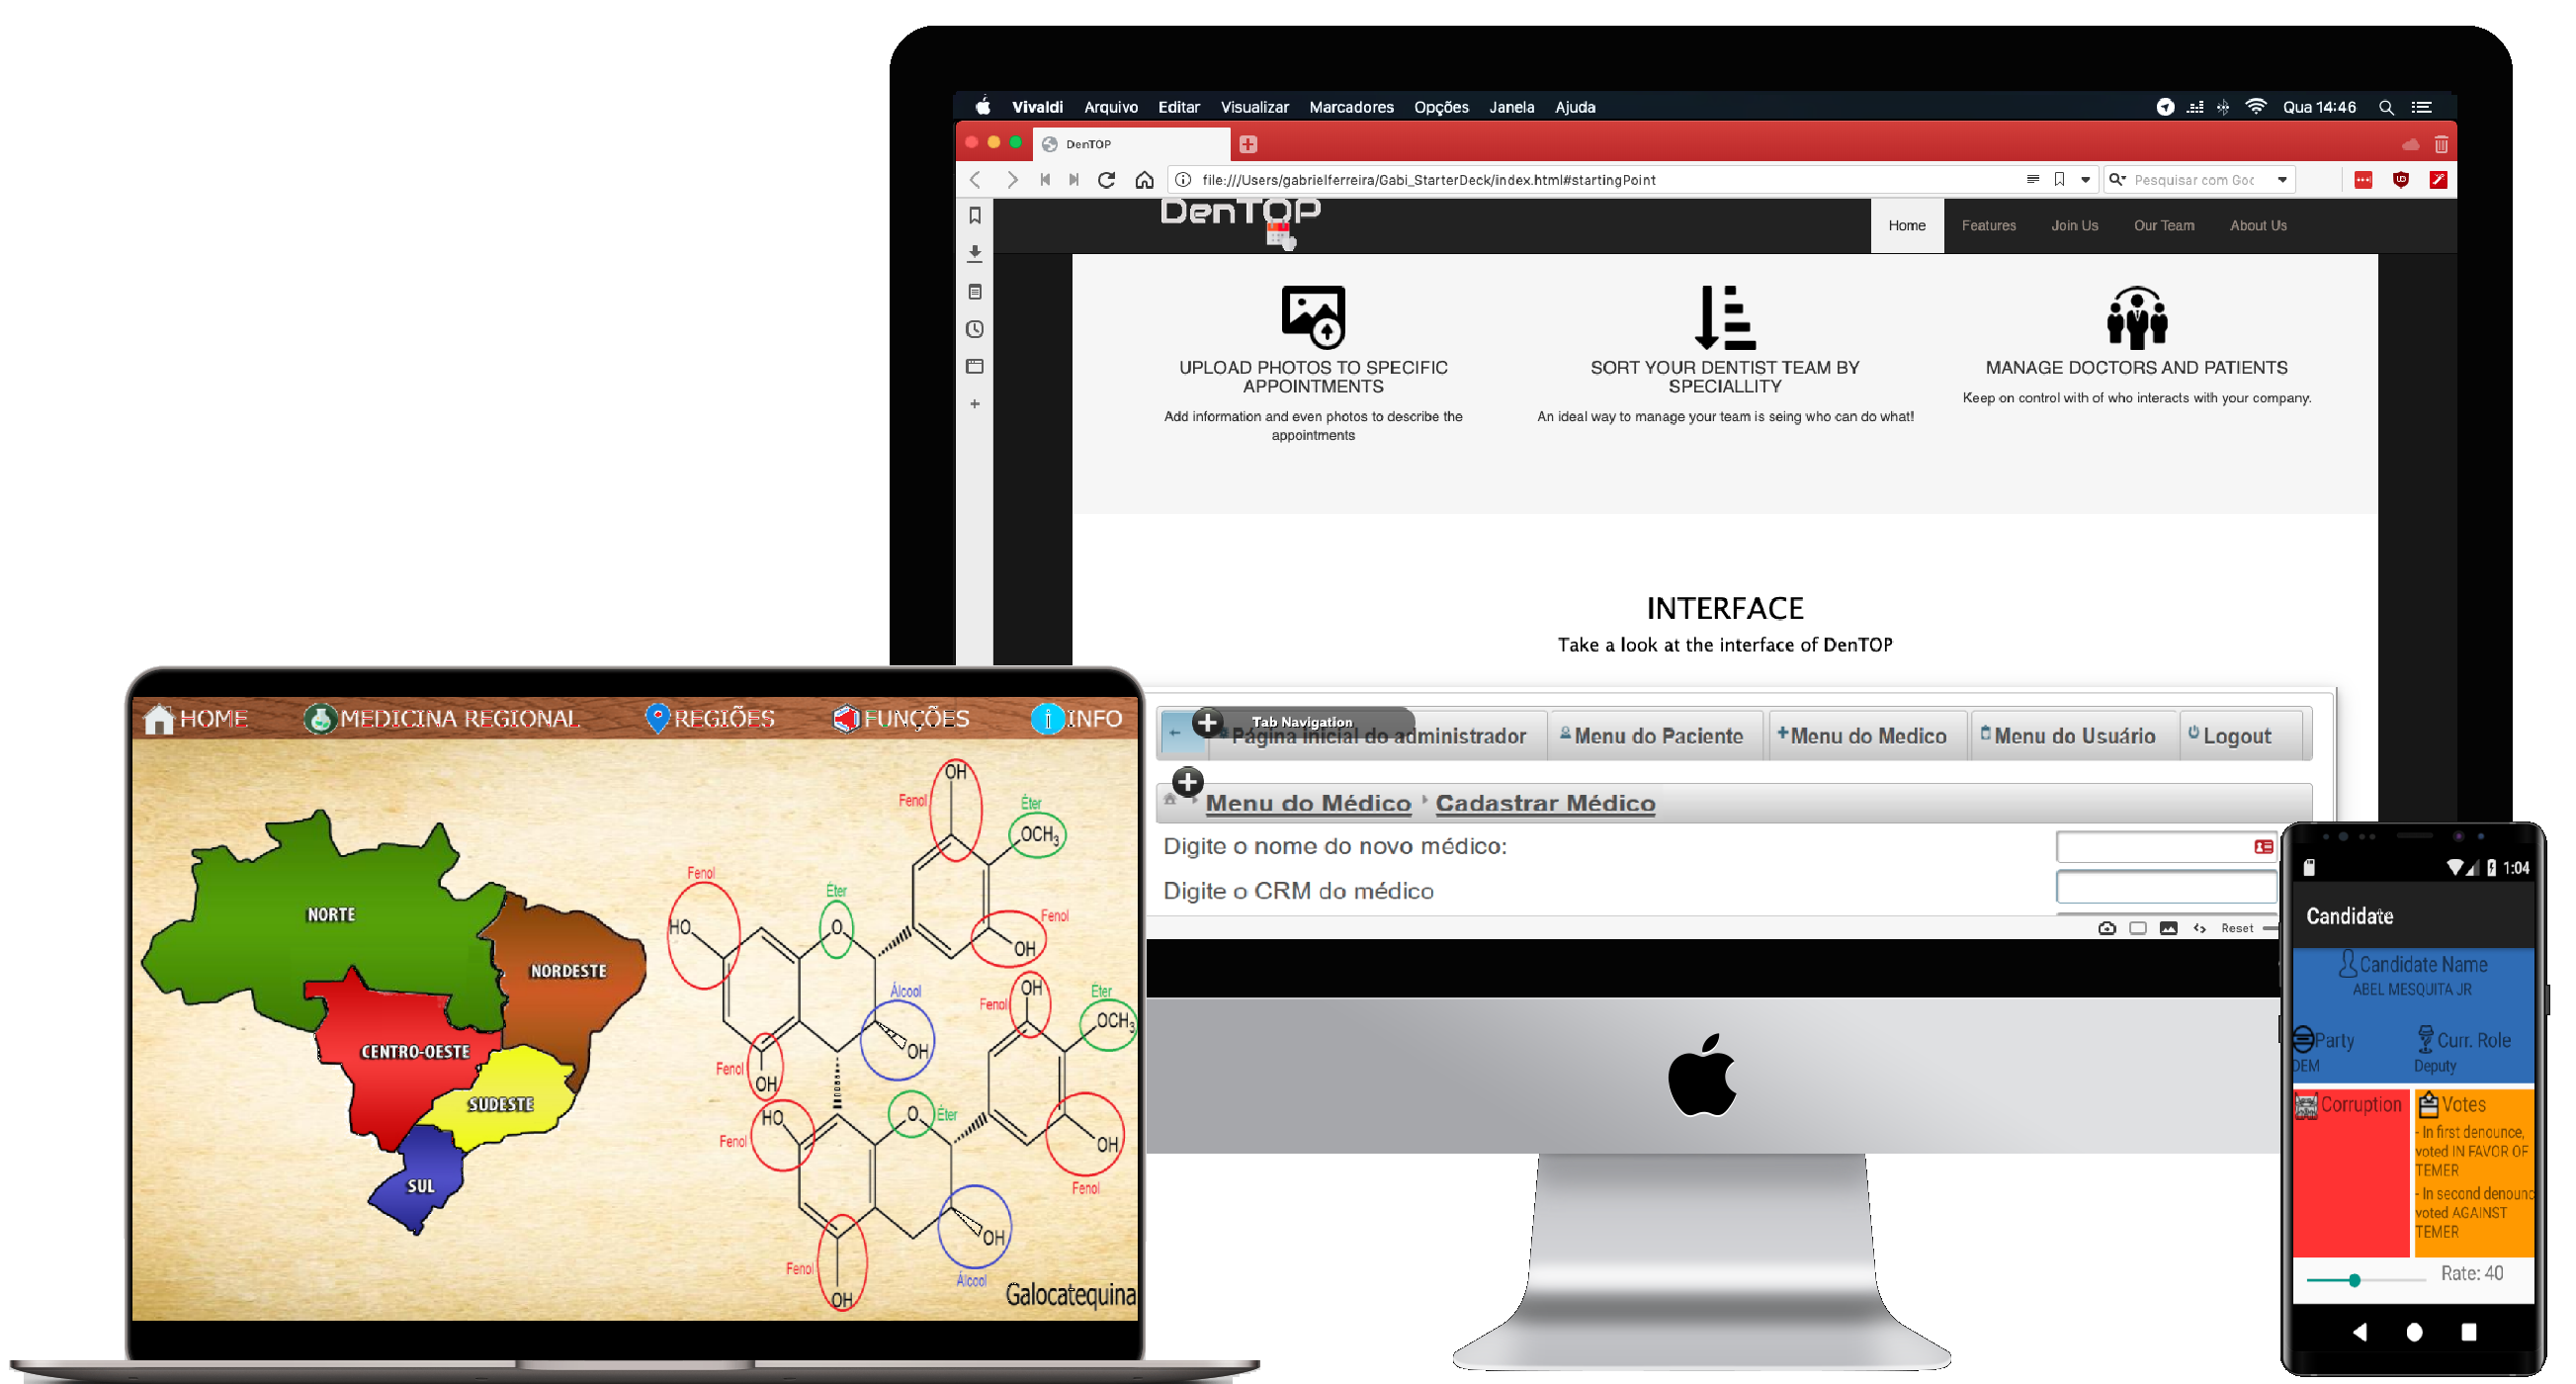 Vivaldi Arquivo Editar Visualizar Marcadores Opções Janela Ajuda Qua 14:46
DenTOP
file:///Users/gabrielferreira/Gabi_StarterDeck/index.html#startingPoint
Pesquisar com Goc
DenTOP
Home Features Join Us Our Team About Us
UPLOAD PHOTOS TO SPECIFIC
APPOINTMENTS
Add information and even photos to describe the
appointments
SORT YOUR DENTIST TEAM BY
SPECIALLITY
An ideal way to manage your team is seing who can do what!
MANAGE DOCTORS AND PATIENTS
Keep on control with of who interacts with your company.
INTERFACE
Take a look at the interface of DenTOP
Tab Navigation
Página inicial do administrador Menu do Paciente Menu do Medico Menu do Usuário Logout
Menu do Médico Cadastrar Médico
Digite o nome do novo médico:
Digite o CRM do médico
Reset
HOME MEDICINA REGIONAL REGIÕES FUNÇÕES INFO
NORTE
NORDESTE
CENTRO-OESTE
SUDESTE
SUL
OH
Fenol
Éter
OCH3
Fenol
HO
Éter
O
Fenol
OH
Álcool
OH
Fenol
OH
Éter
OCH3
Fenol
OH
HO
Fenol
O
Éter
OH
Fenol
OH
Álcool
Fenol
OH
Galocatequina
1:04
Candidate
Candidate Name
ABEL MESQUITA JR
Party
DEM
Curr. Role
Deputy
Corruption
Votes
- In first denounce,
voted IN FAVOR OF
TEMER
- In second denounc
voted AGAINST
TEMER
Rate: 40